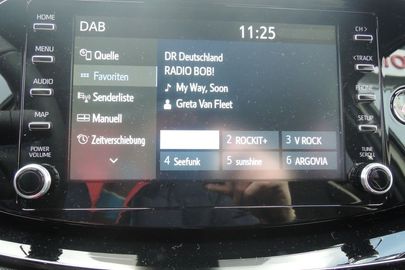 DAB
11:25
HOME
MENU
AUDIO
MAP
POWER
VOLUME
Quelle
Favoriten
Senderliste
Manuell
Zeitverschiebung
DR Deutschland
RADIO BOB!
My Way, Soon
Greta Van Fleet
2 ROCKIT+
3 V ROCK
4 Seefunk
5 sunshine
6 ARGOVIA
CH >
TRACK
PHONE
SETUP
TUNE
SCROLL